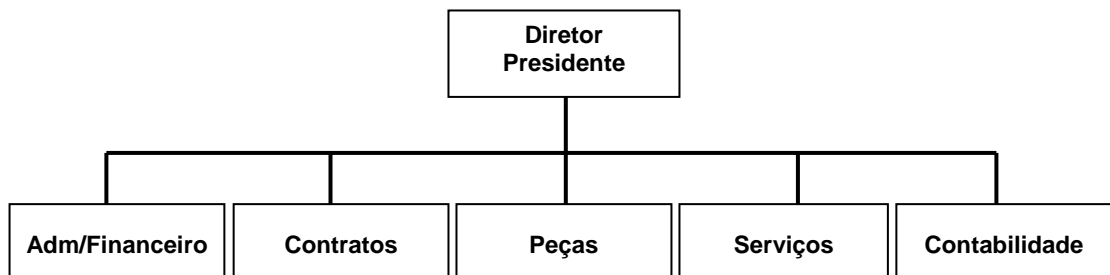 Diretor
Presidente
Adm/Financeiro
Contratos
Peças
Serviços
Contabilidade